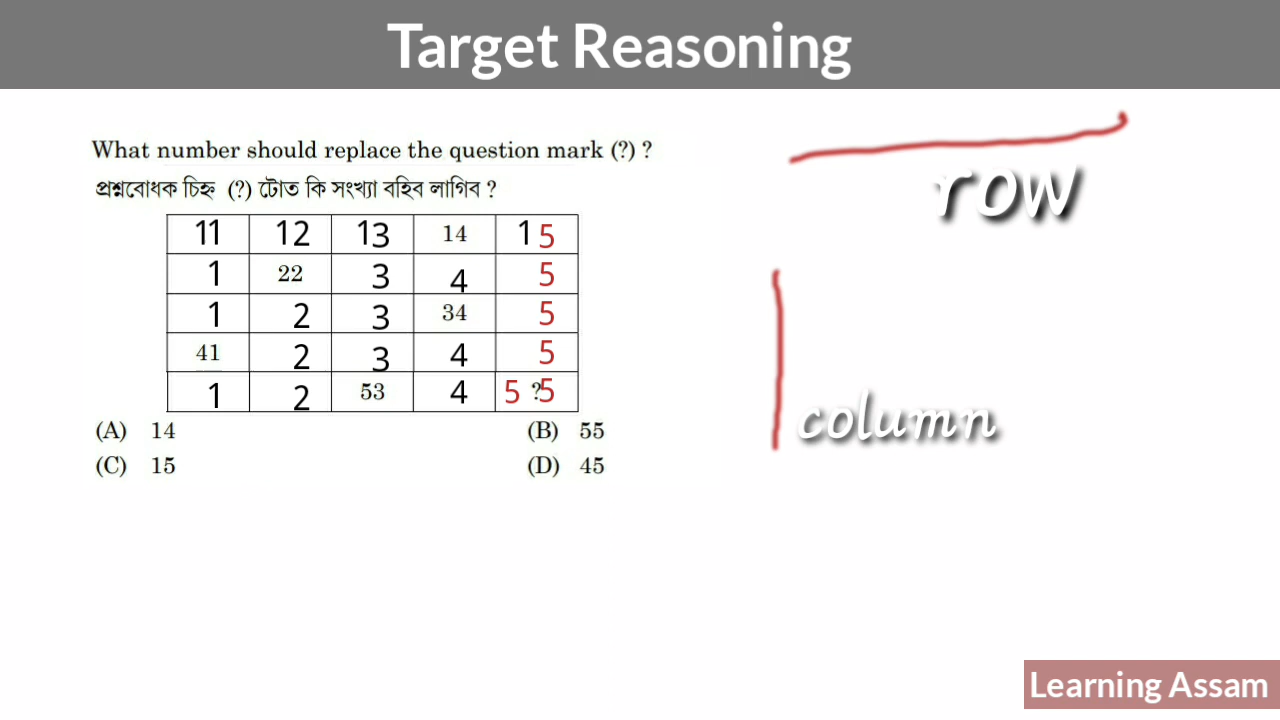 Target Reasoning
What number should replace the question mark (?) ?
প্ৰশ্নবোধক চিহ্ন (?) টোত কি সংখ্যা বহিব লাগিব ?
11 12 13 14 15
1 22 3 4 5
1 2 3 34 5
41 2 3 4 5
1 2 53 4 5 ? 5
(A) 14 (B) 55
(C) 15 (D) 45
row
column
Learning Assam